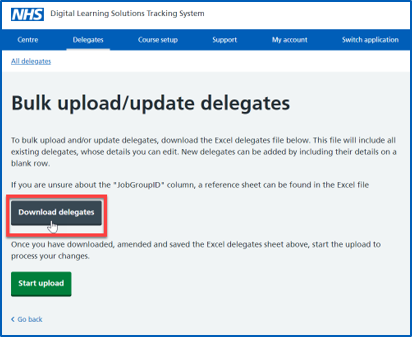 NHS Digital Learning Solutions Tracking System
Centre Delegates Course setup Support My account Switch application
All delegates
Bulk upload/update delegates
To bulk upload and/or update delegates, download the Excel delegates file below. This file will include all
existing delegates, whose details you can edit. New delegates can be added by including their details on a
blank row.
If you are unsure about the "JobGroupID" column, a reference sheet can be found in the Excel file
Download delegates
Once you have downloaded, amended and saved the Excel delegates sheet above, start the upload to
process your changes.
Start upload
Go back